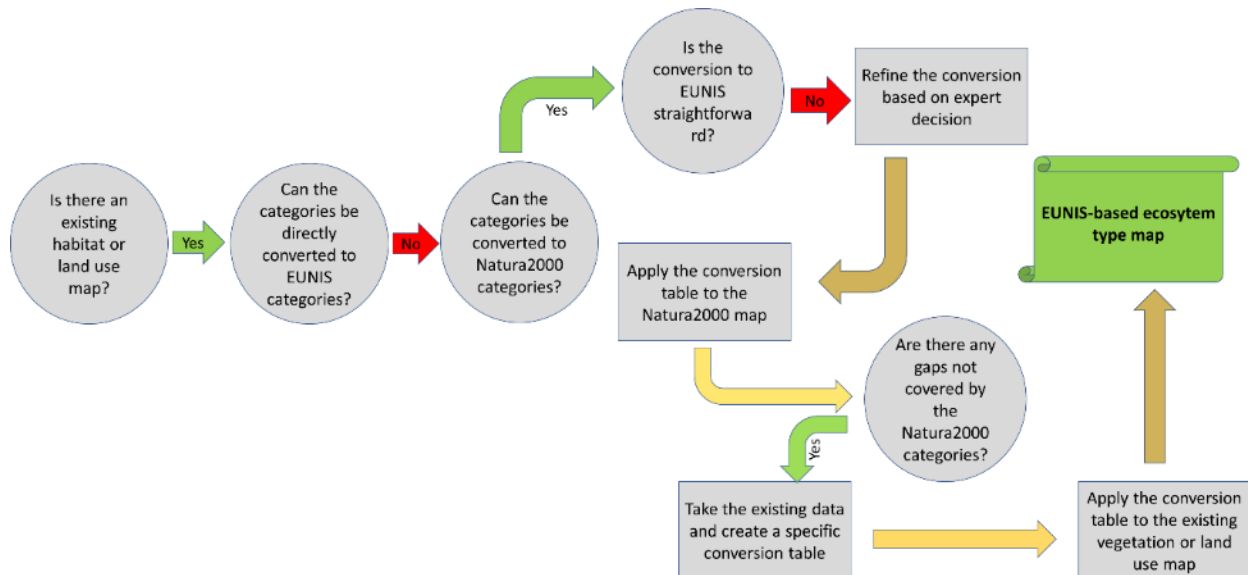 Is there an
existing
habitat or
land use
map?
Yes
Can the
categories be
directly
converted to
EUNIS
categories?
No
Can the
categories be
converted to
Natura2000
categories?
Yes
Is the
conversion to
EUNIS
straightforwa
rd?
No
Refine the conversion
based on expert
decision
Apply the conversion
table to the
Natura2000 map
Are there any
gaps not
covered by
the
Natura2000
categories?
Yes
Take the existing data
and create a specific
conversion table
Apply the conversion
table to the existing
vegetation or land
use map
EUNIS-based ecosytem
type map